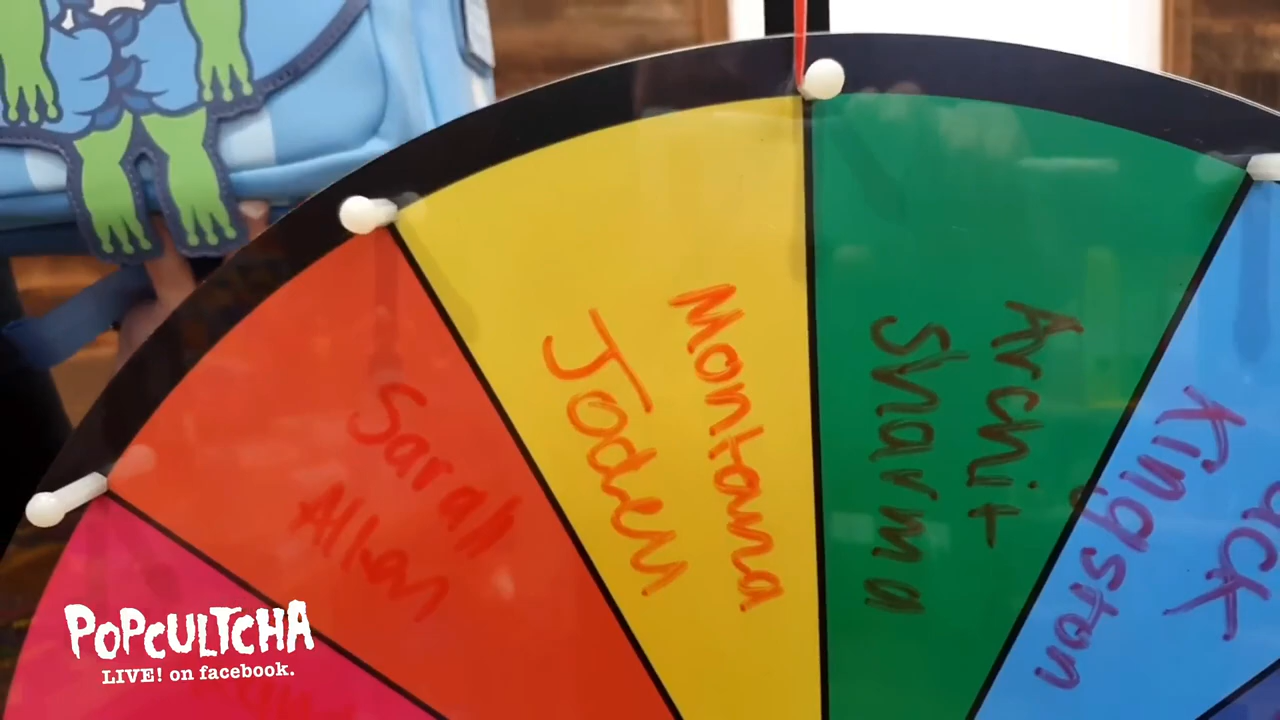 Sarah
Allan
Montana
Joden
Archit
Sharma
Kingston
POPCULTCHA
LIVE! on facebook.